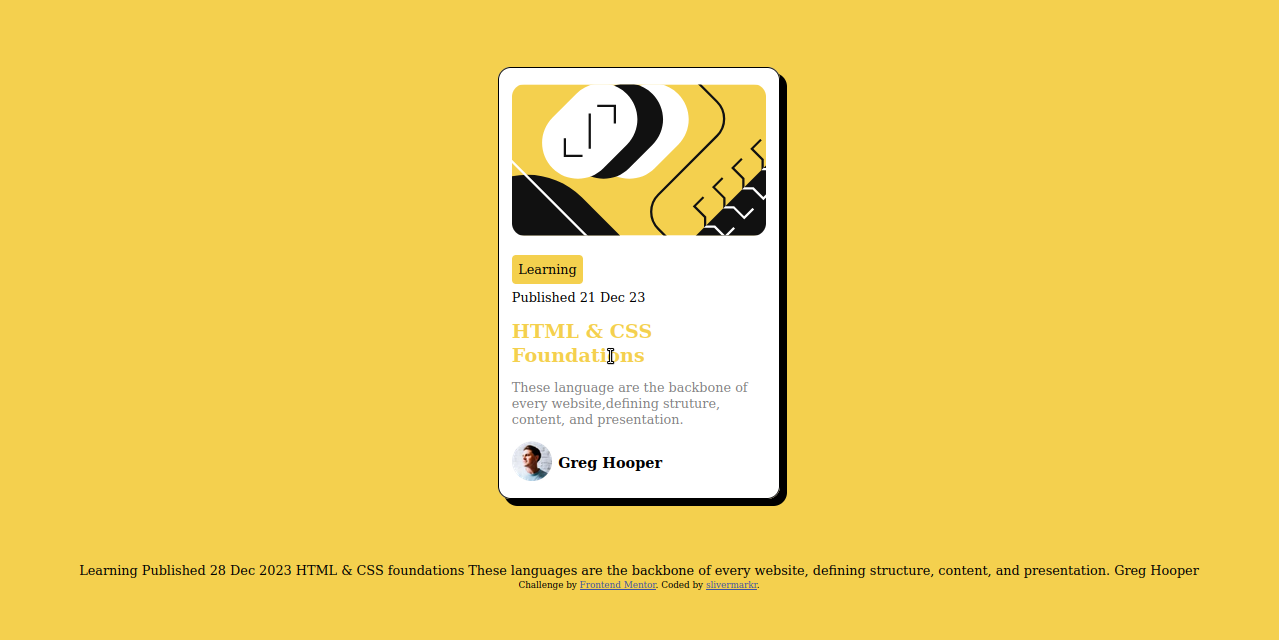 Learning
Published 21 Dec 23
HTML & CSS
Foundations
These language are the backbone of
every website,defining struture,
content, and presentation.
Greg Hooper
Learning Published 28 Dec 2023 HTML & CSS foundations These languages are the backbone of every website, defining structure, content, and presentation. Greg Hooper
Challenge by Frontend Mentor. Coded by slivermarkr.